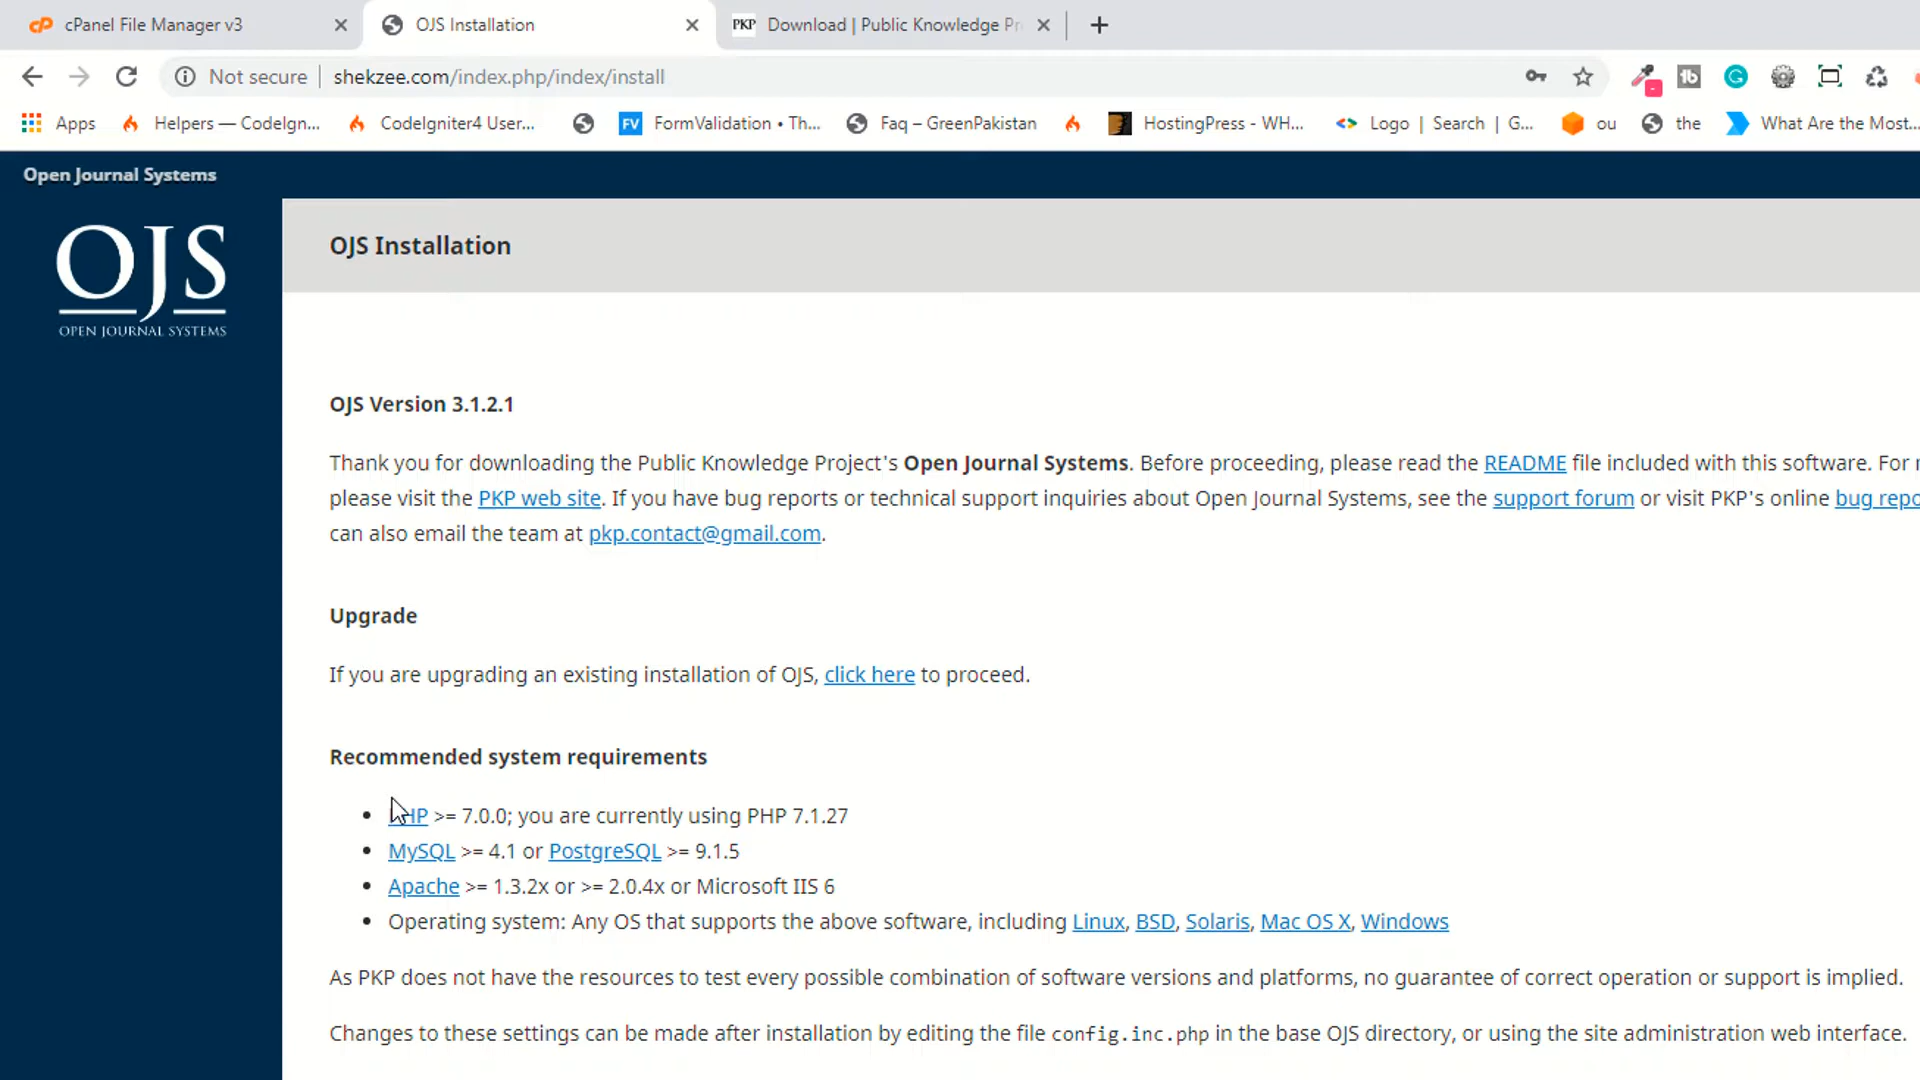 cPanel File Manager v3
OJS Installation
PKP Download | Public Knowledge Pr
Not secure | shekzee.com/index.php/index/install
Apps Helpers — CodeIgn... CodeIgniter4 User... FV FormValidation • Th... Faq – GreenPakistan HostingPress - WH... Logo | Search | G... ou the What Are the Most...
Open Journal Systems
OJS
OPEN JOURNAL SYSTEMS
OJS Installation
OJS Version 3.1.2.1
Thank you for downloading the Public Knowledge Project's Open Journal Systems. Before proceeding, please read the README file included with this software. For
please visit the PKP web site. If you have bug reports or technical support inquiries about Open Journal Systems, see the support forum or visit PKP's online bug repo
can also email the team at pkp.contact@gmail.com.
Upgrade
If you are upgrading an existing installation of OJS, click here to proceed.
Recommended system requirements
• PHP >= 7.0.0; you are currently using PHP 7.1.27
• MySQL >= 4.1 or PostgreSQL >= 9.1.5
• Apache >= 1.3.2x or >= 2.0.4x or Microsoft IIS 6
• Operating system: Any OS that supports the above software, including Linux, BSD, Solaris, Mac OS X, Windows
As PKP does not have the resources to test every possible combination of software versions and platforms, no guarantee of correct operation or support is implied.
Changes to these settings can be made after installation by editing the file config.inc.php in the base OJS directory, or using the site administration web interface.